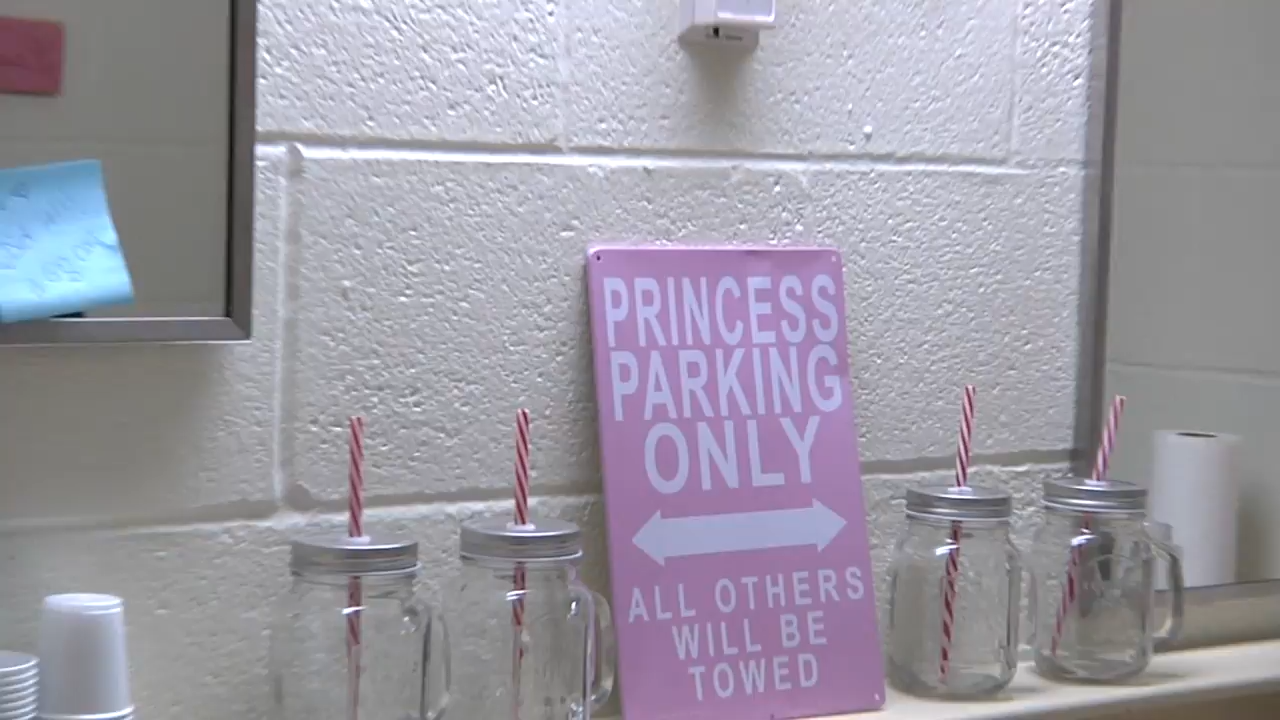 PRINCESS
PARKING
ONLY
ALL OTHERS
WILL BE
TOWED